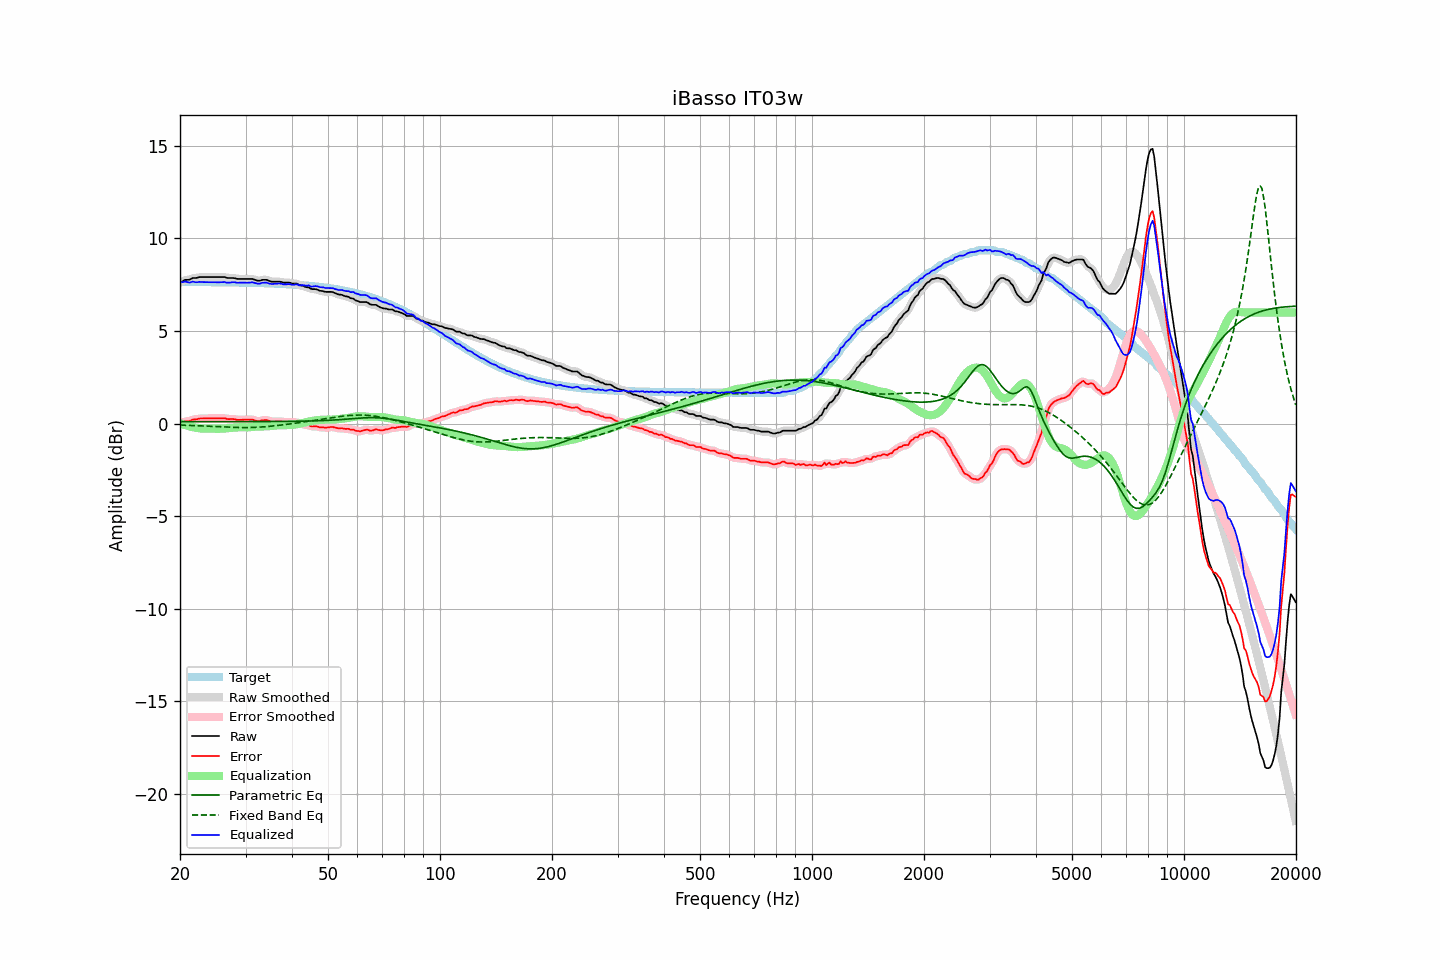 iBasso IT03w
15
10
5
0
−5
−10
−15
−20
Amplitude (dBr)
Target
Raw Smoothed
Error Smoothed
Raw
Error
Equalization
Parametric Eq
Fixed Band Eq
Equalized
20 50 100 200 500 1000 2000 5000 10000 20000
Frequency (Hz)